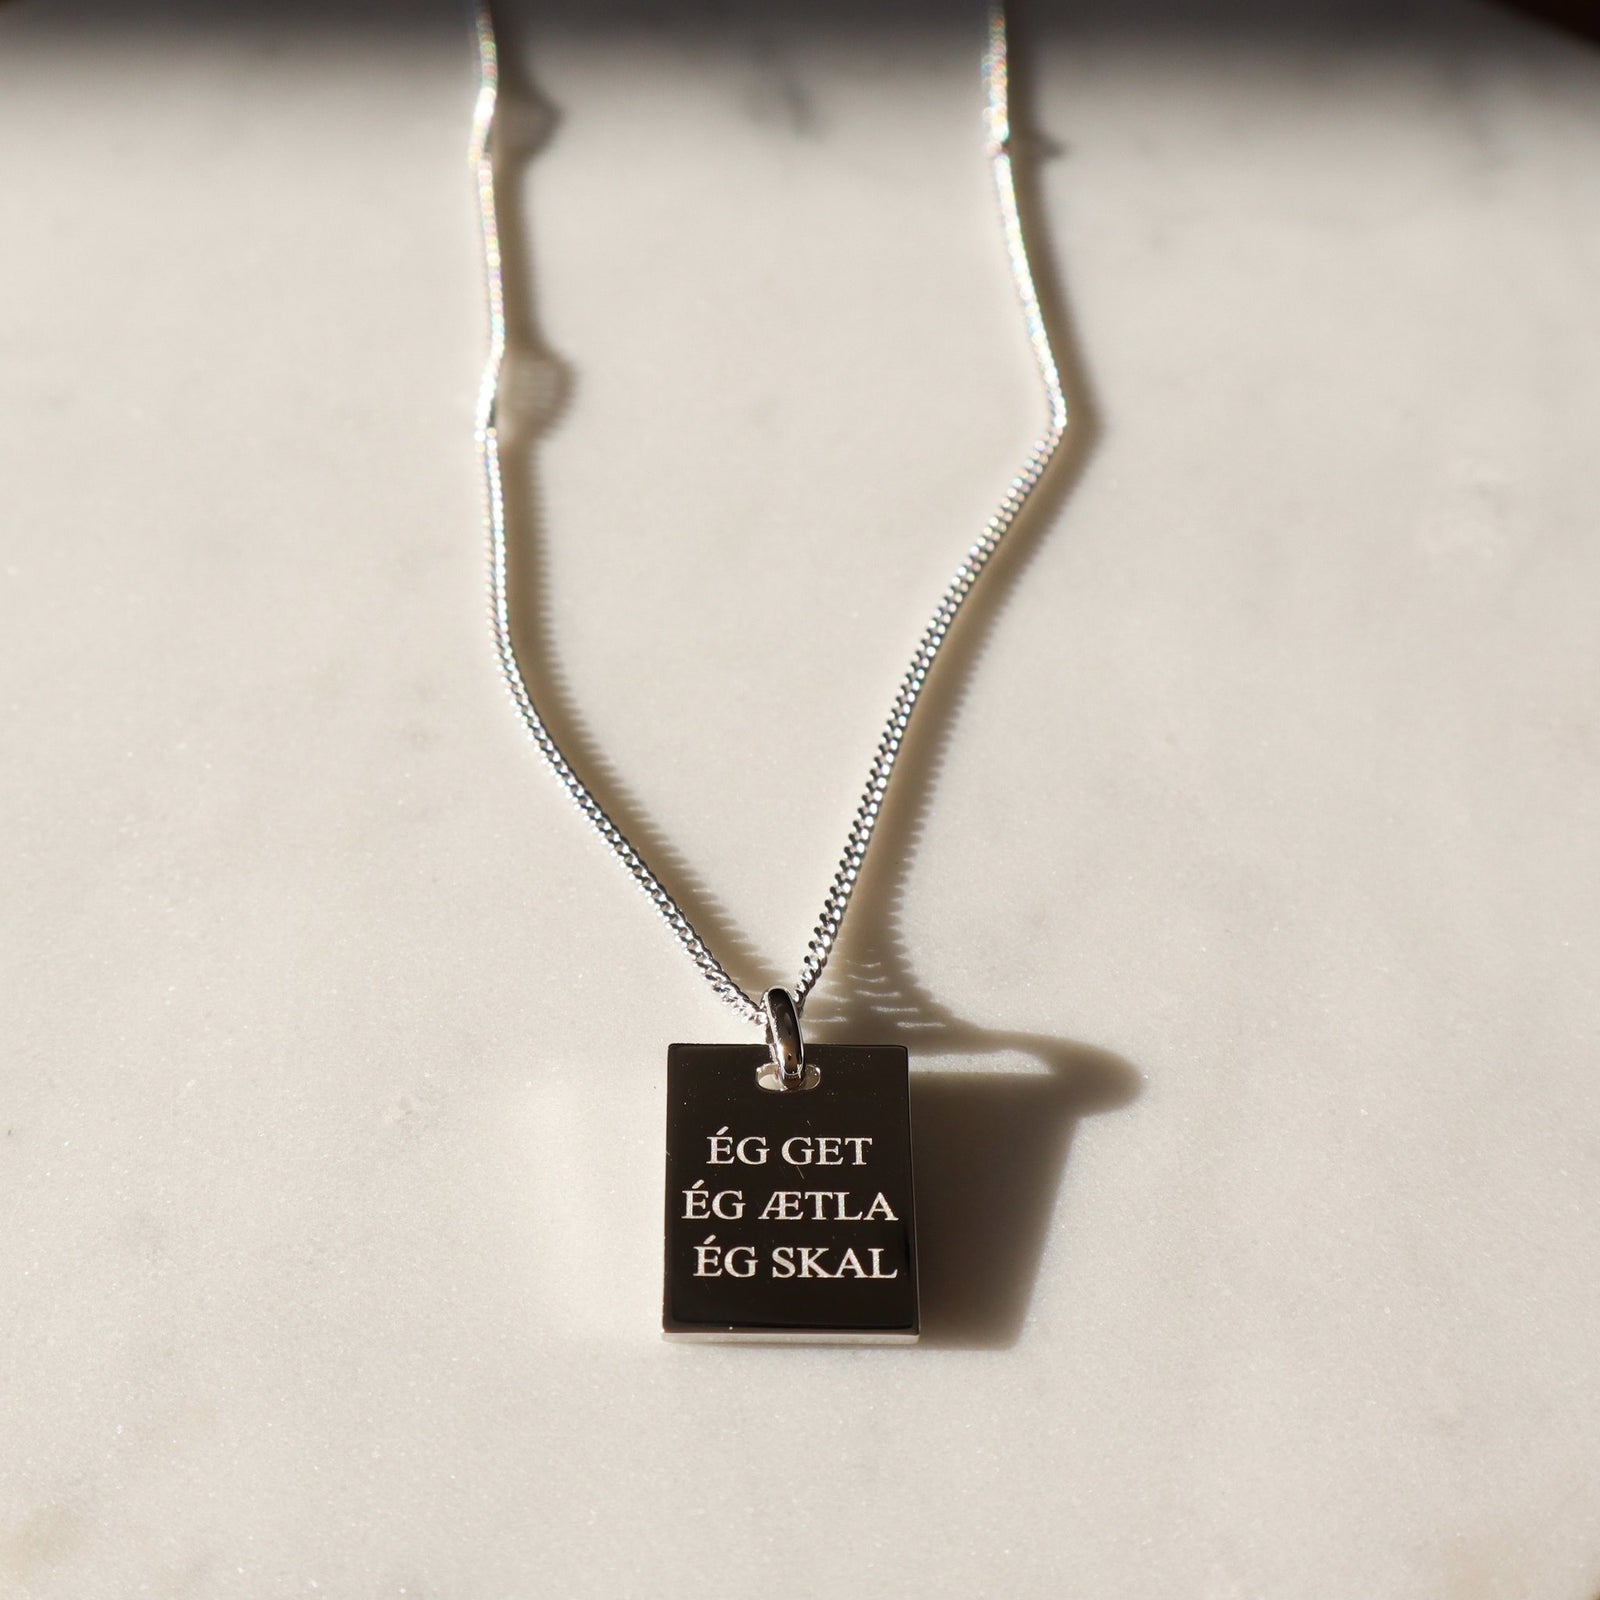 ÉG GET
ÉG ÆTLA
ÉG SKAL